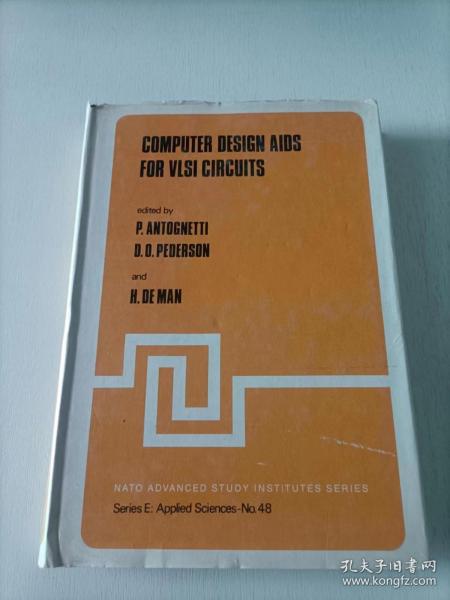 COMPUTER DESIGN AIDS
FOR VLSI CIRCUITS
edited by
P. ANTOGNETTI
D. O. PEDERSON
and
H. DE MAN
NATO ADVANCED STUDY INSTITUTES SERIES
Series E: Applied Sciences-No. 48
孔夫子旧书网
www.kongfz.com